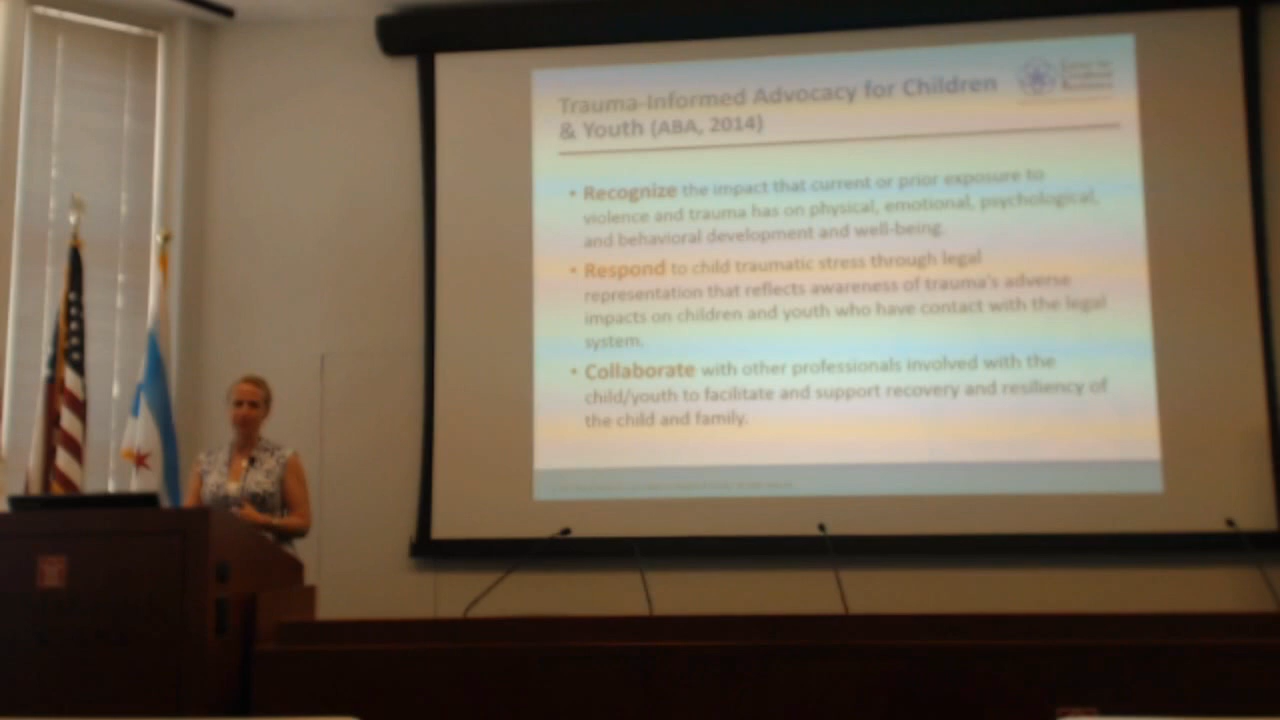 Trauma-Informed Advocacy for Children
& Youth (ABA, 2014)
Center for
Childhood
Resilience
• Recognize the impact that current or prior exposure to
violence and trauma has on physical, emotional, psychological,
and behavioral development and well-being.
• Respond to child traumatic stress through legal
representation that reflects awareness of trauma's adverse
impacts on children and youth who have contact with the legal
system.
• Collaborate with other professionals involved with the
child/youth to facilitate and support recovery and resiliency of
the child and family.